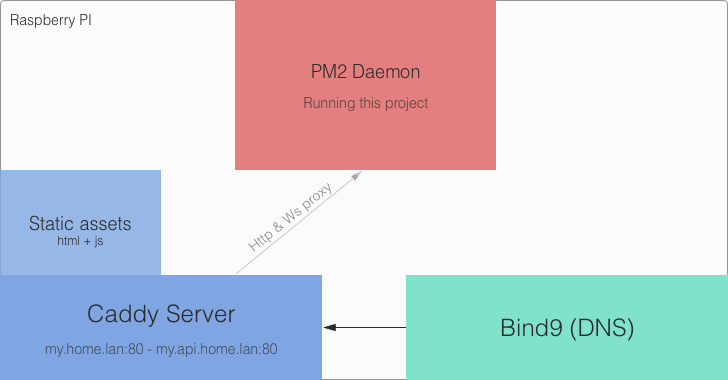 Raspberry PI
PM2 Daemon
Running this project
Http & Ws proxy
Static assets
html + js
Caddy Server
my.home.lan:80 - my.api.home.lan:80
Bind9 (DNS)